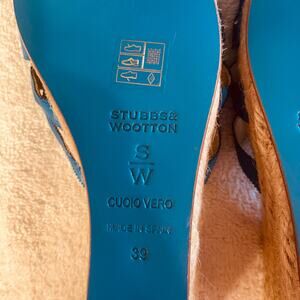 STUBBS&
WOOTTON
S
W
CUOIO VERO
MADE IN SPAIN
39